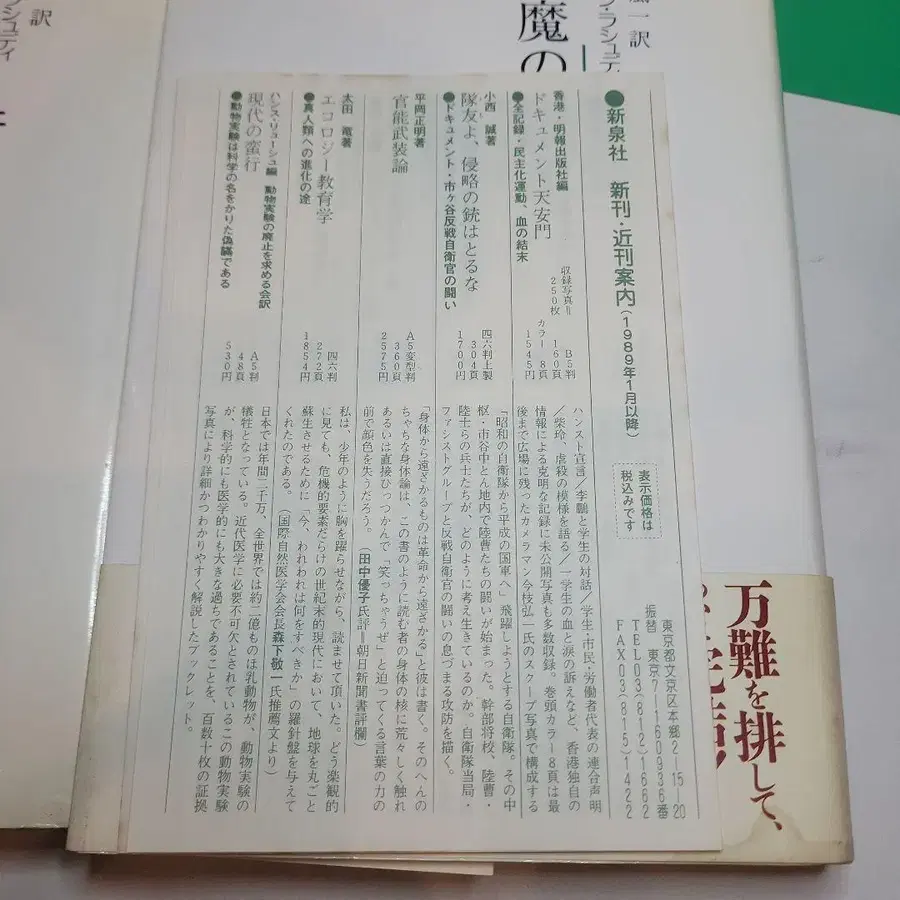 ●新泉社 新刊・近刊案内(1989年1月以降)
表示価格は
税込みです
東京都文京区本郷2-15-20
振替 東京7-160936番
TEL03(812)1662
FAX03(815)1422
香港・明報出版社編
ドキュメント天安門
●全記録・民主化運動、血の結末
収録写真=
250枚
B5判
160頁
カラー8頁
1545円
ハンスト宣言/李鵬と学生の対話/学生・市民・労働者代表の連合声明
/柴玲、虐殺の模様を語る/一学生の血と涙の訴えなど、香港独自の
情報による克明な記録に未公開写真も多数収録。巻頭カラー8頁は最
後まで広場に残ったカメラマン今枝弘一氏のスクープ写真で構成する
小西 誠著
隊友よ、侵略の銃はとるな
●ドキュメント・市ヶ谷反戦自衛官の闘い
四六判上製
304頁
1700円
「昭和の自衛隊から平成の国軍へ」飛躍しようとする自衛隊。その中
枢・市谷中とん地内で陸曹たちの闘いが始まった。幹部将校、陸曹・
陸士らの兵士たちが、どのように考え生きているのか。自衛隊当局・
ファシストグループと反戦自衛官の闘いの息づまる攻防を描く。
平岡正明著
官能武装論
A5変型判
360頁
2575円
「身体から遠ざかるものは革命から遠ざかる」と彼は書く。そのへんの
ちゃちな身体論は、この書のように読む者の身体の核に荒々しく触れ
あるいは直接ひっつかんで「笑っちゃうぜ」と迫ってくる言葉の力の
前で顔色を失うだろう。(田中優子氏評=朝日新聞書評欄)
太田 竜著
エコロジー教育学
●真人類への進化の途
四六判
272頁
1854円
私は、少年のように胸を躍らせながら、読ませて頂いた。どう楽観的
に見ても、危機的要素だらけの世紀末的現代において、地球を丸ごと
蘇生させるために「今、われわれは何をすべきか」の羅針盤を与えて
くれたのである。(国際自然医学会会長森下敬一氏推薦文より)
ハンス・リューシュ編 動物実験の廃止を求める会訳
現代の蛮行
●動物実験は科学の名をかりた偽瞞である
A5判
48頁
530円
日本では年間二千万、全世界では約二億ものほ乳動物が、動物実験の
犠牲となっている。近代医学に必要不可欠とされているこの動物実験
が、科学的にも医学的にも大きな過ちであることを、百数十枚の証拠
写真により詳細かつわかりやすく解説したブックレット。
魔の
風一訳
ラシュディ
訳
ラシュディ
万難を排して、